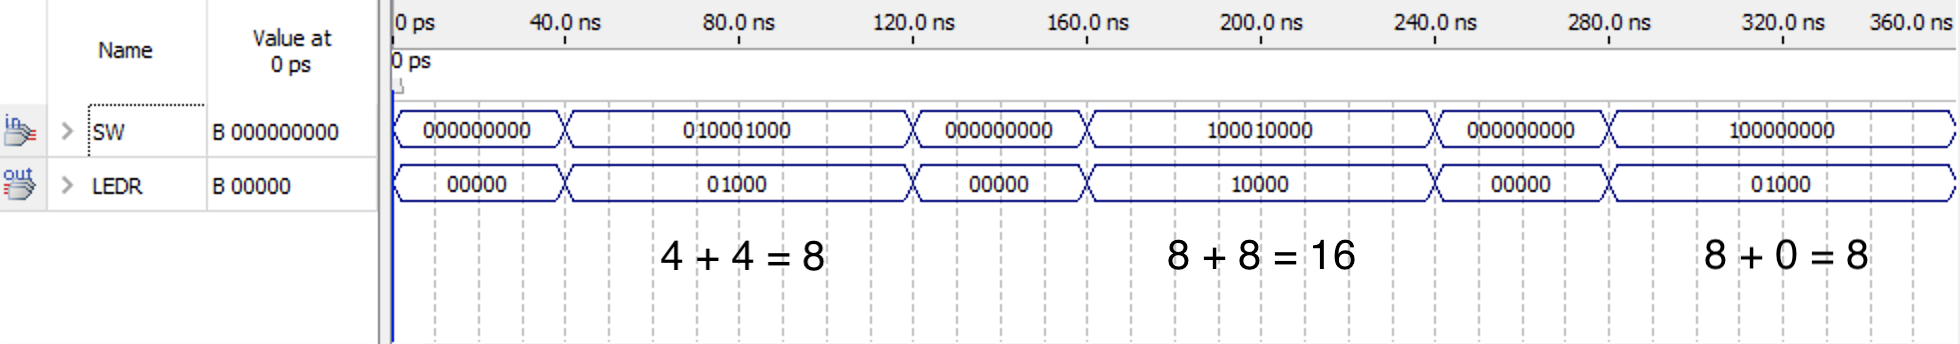 Name
Value at
0 ps
0 ps 40.0 ns 80.0 ns 120.0 ns 160.0 ns 200.0 ns 240.0 ns 280.0 ns 320.0 ns 360.0 ns
0 ps
in
SW B 000000000 000000000 010001000 000000000 100010000 000000000 100000000
out
LEDR B 00000 00000 01000 00000 10000 00000 01000
4 + 4 = 8 8 + 8 = 16 8 + 0 = 8